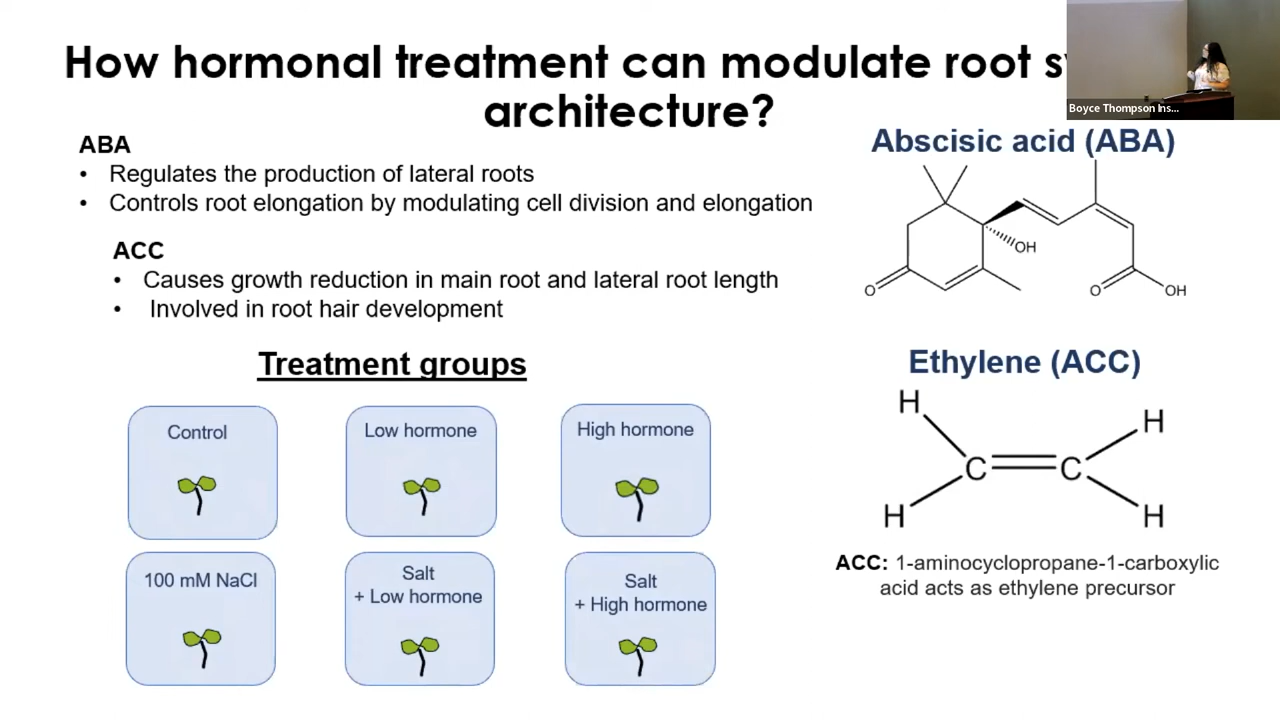 How hormonal treatment can modulate root
architecture?
Boyce Thompson Ins...
ABA
• Regulates the production of lateral roots
• Controls root elongation by modulating cell division and elongation
ACC
• Causes growth reduction in main root and lateral root length
• Involved in root hair development
Treatment groups
Control
Low hormone
High hormone
100 mM NaCl
Salt
+ Low hormone
Salt
+ High hormone
Abscisic acid (ABA)
OH
O
O
OH
Ethylene (ACC)
H
H
C
C
H
H
ACC: 1-aminocyclopropane-1-carboxylic
acid acts as ethylene precursor